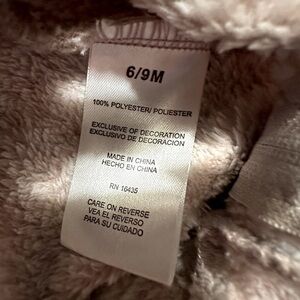 6/9M
100% POLYESTER/ POLIESTER
EXCLUSIVE OF DECORATION
EXCLUSIVO DE DECORACION
MADE IN CHINA
HECHO EN CHINA
RN 16435
CARE ON REVERSE
VEA EL REVERSO
PARA SU CUIDADO